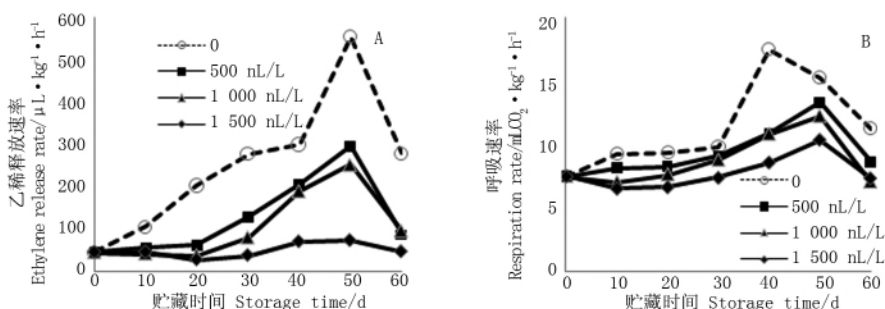 600
500
400
300
200
100
0
乙稀释放速率
Ethylene release rate/μL·kg⁻¹·h⁻¹
A
0
500 nL/L
1 000 nL/L
1 500 nL/L
0 10 20 30 40 50 60
贮藏时间 Storage time/d
20
15
10
5
0
呼吸速率
Respiration rate/mLCO₂·kg⁻¹·h⁻¹
B
0
500 nL/L
1 000 nL/L
1 500 nL/L
0 10 20 30 40 50 60
贮藏时间 Storage time/d